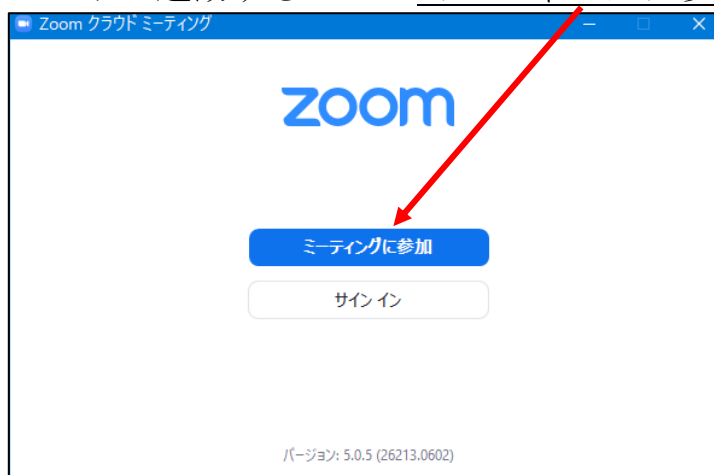 Zoom クラウド ミーティング
zoom
ミーティングに参加
サイン イン
バージョン: 5.0.5 (26213.0602)